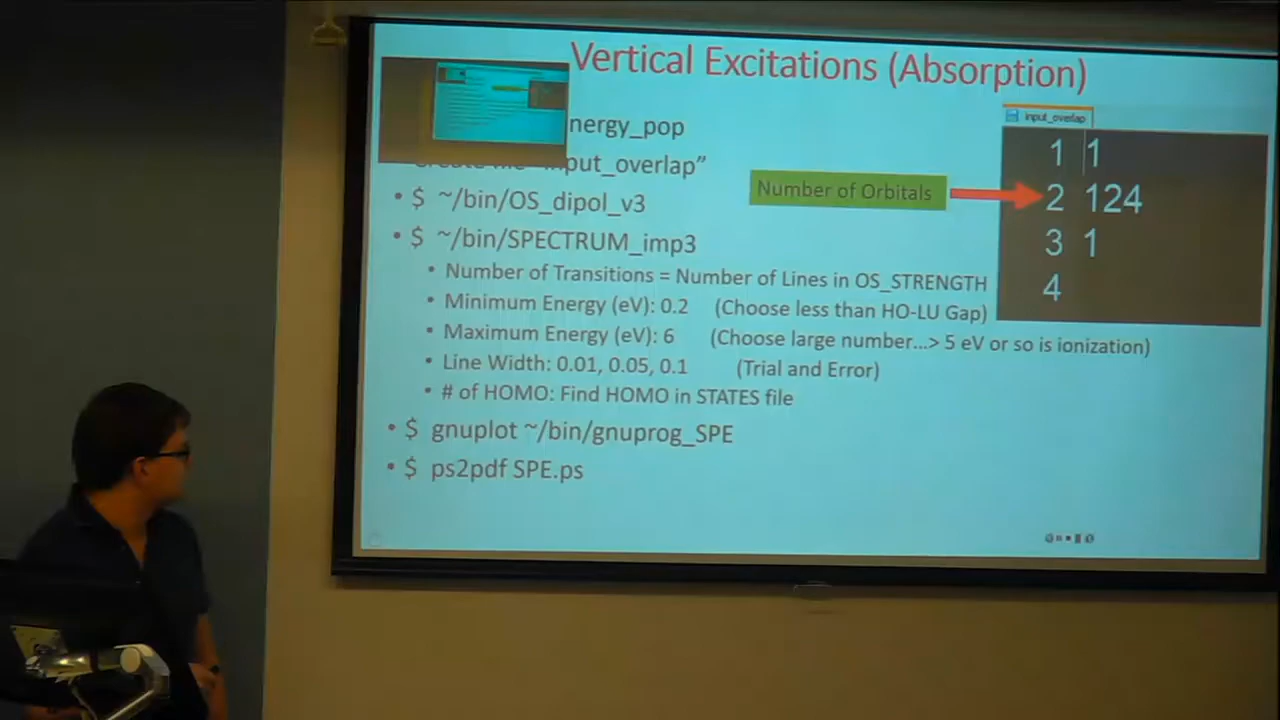 Vertical Excitations (Absorption)
nergy_pop
input_overlap”
• $ ~/bin/OS_dipol_v3
• $ ~/bin/SPECTRUM_imp3
• Number of Transitions = Number of Lines in OS_STRENGTH
• Minimum Energy (eV): 0.2 (Choose less than HO-LU Gap)
• Maximum Energy (eV): 6 (Choose large number...> 5 eV or so is ionization)
• Line Width: 0.01, 0.05, 0.1 (Trial and Error)
• # of HOMO: Find HOMO in STATES file
• $ gnuplot ~/bin/gnuprog_SPE
• $ ps2pdf SPE.ps
Number of Orbitals
input_overlap
1 1
2 124
3 1
4